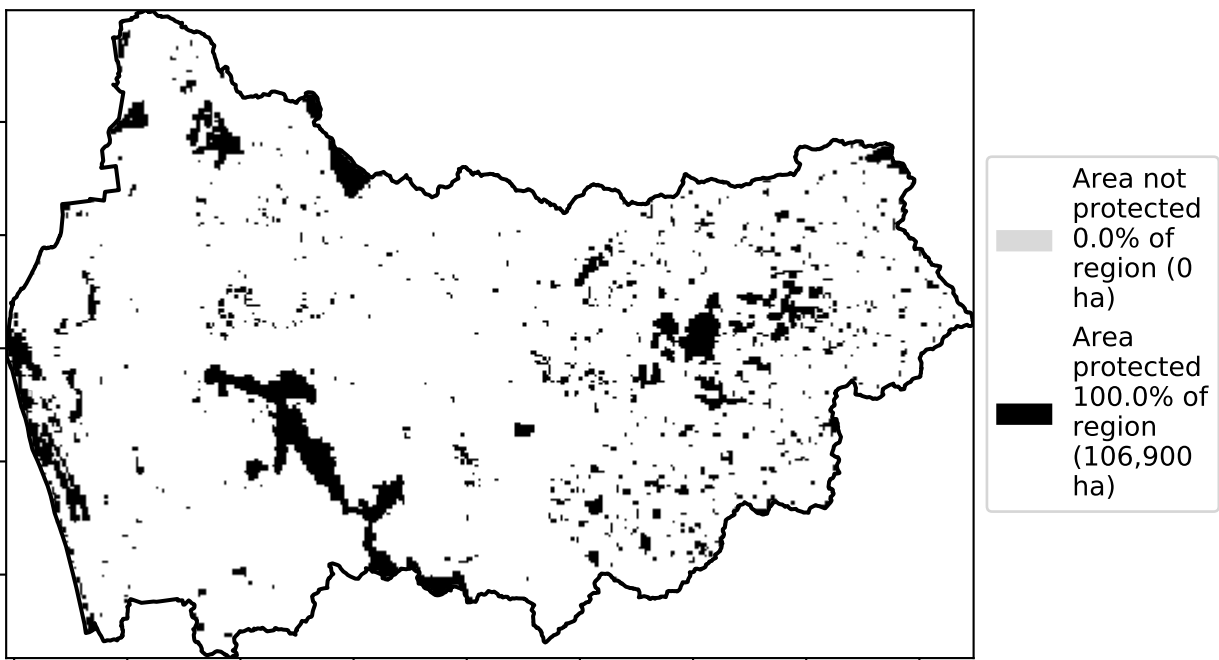 Area not
protected
0.0% of
region (0
ha)
Area
protected
100.0% of
region
(106,900
ha)